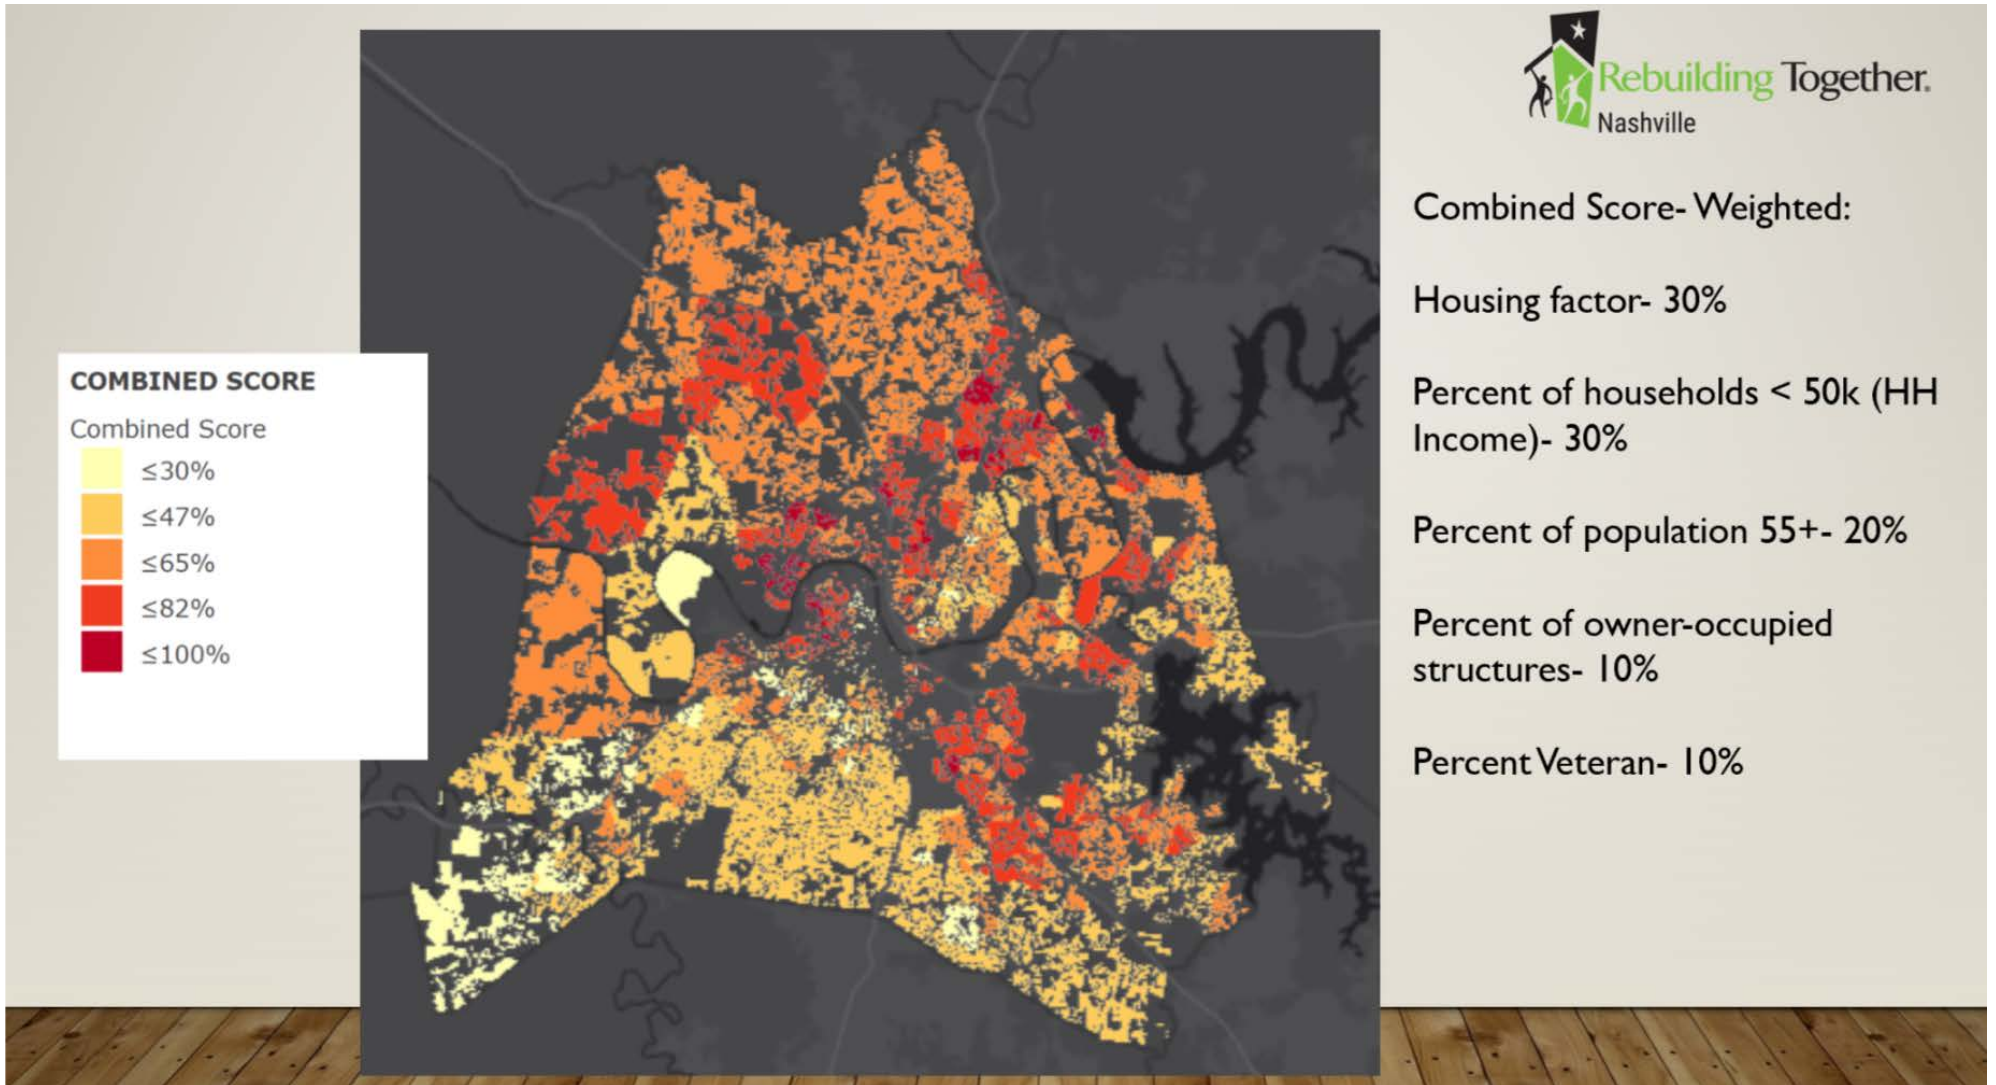 Rebuilding Together.
Nashville
COMBINED SCORE
Combined Score
≤30%
≤47%
≤65%
≤82%
≤100%
Combined Score- Weighted:
Housing factor- 30%
Percent of households < 50k (HH
Income)- 30%
Percent of population 55+- 20%
Percent of owner-occupied
structures- 10%
Percent Veteran- 10%